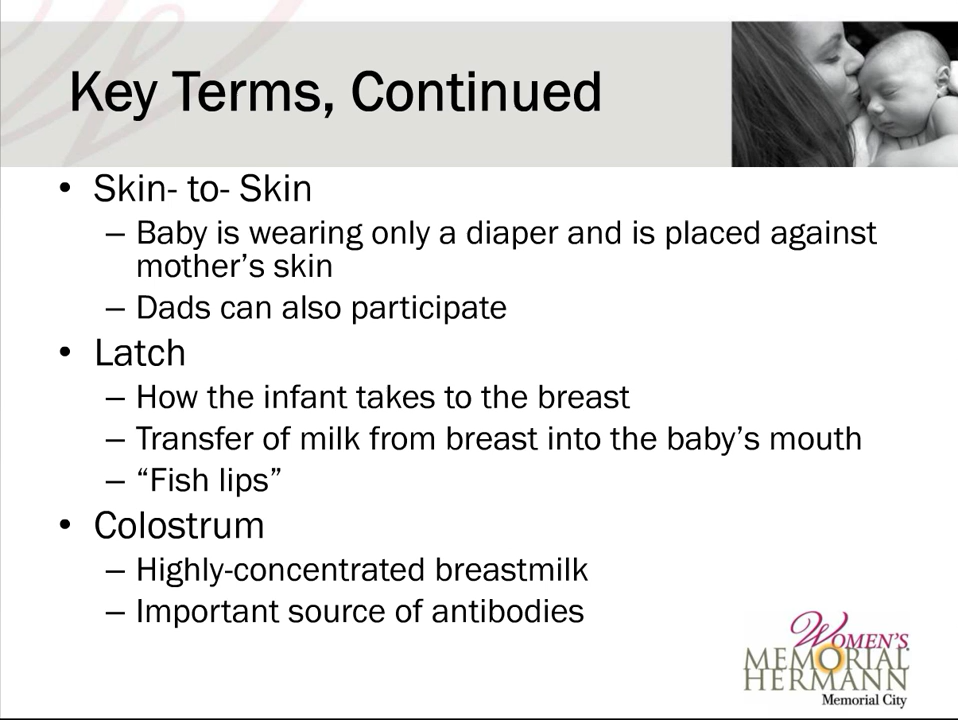 Key Terms, Continued
• Skin- to- Skin
– Baby is wearing only a diaper and is placed against
mother’s skin
– Dads can also participate
• Latch
– How the infant takes to the breast
– Transfer of milk from breast into the baby’s mouth
– “Fish lips”
• Colostrum
– Highly-concentrated breastmilk
– Important source of antibodies
WOMEN'S
MEMORIAL
HERMANN
Memorial City